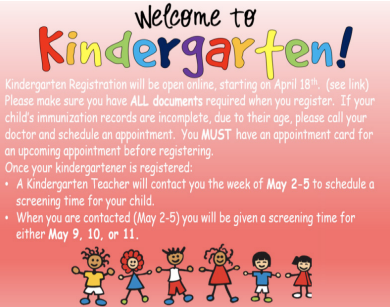 Welcome to
Kindergarten!
Kindergarten Registration will be open online, starting on April 18th. (see link)
Please make sure you have ALL documents required when you register. If your
child's immunization records are incomplete, due to their age, please call your
doctor and schedule an appointment. You MUST have an appointment card for
an upcoming appointment before registering.
Once your kindergartener is registered:
• A Kindergarten Teacher will contact you the week of May 2-5 to schedule a
screening time for your child.
• When you are contacted (May 2-5) you will be given a screening time for
either May 9, 10, or 11.